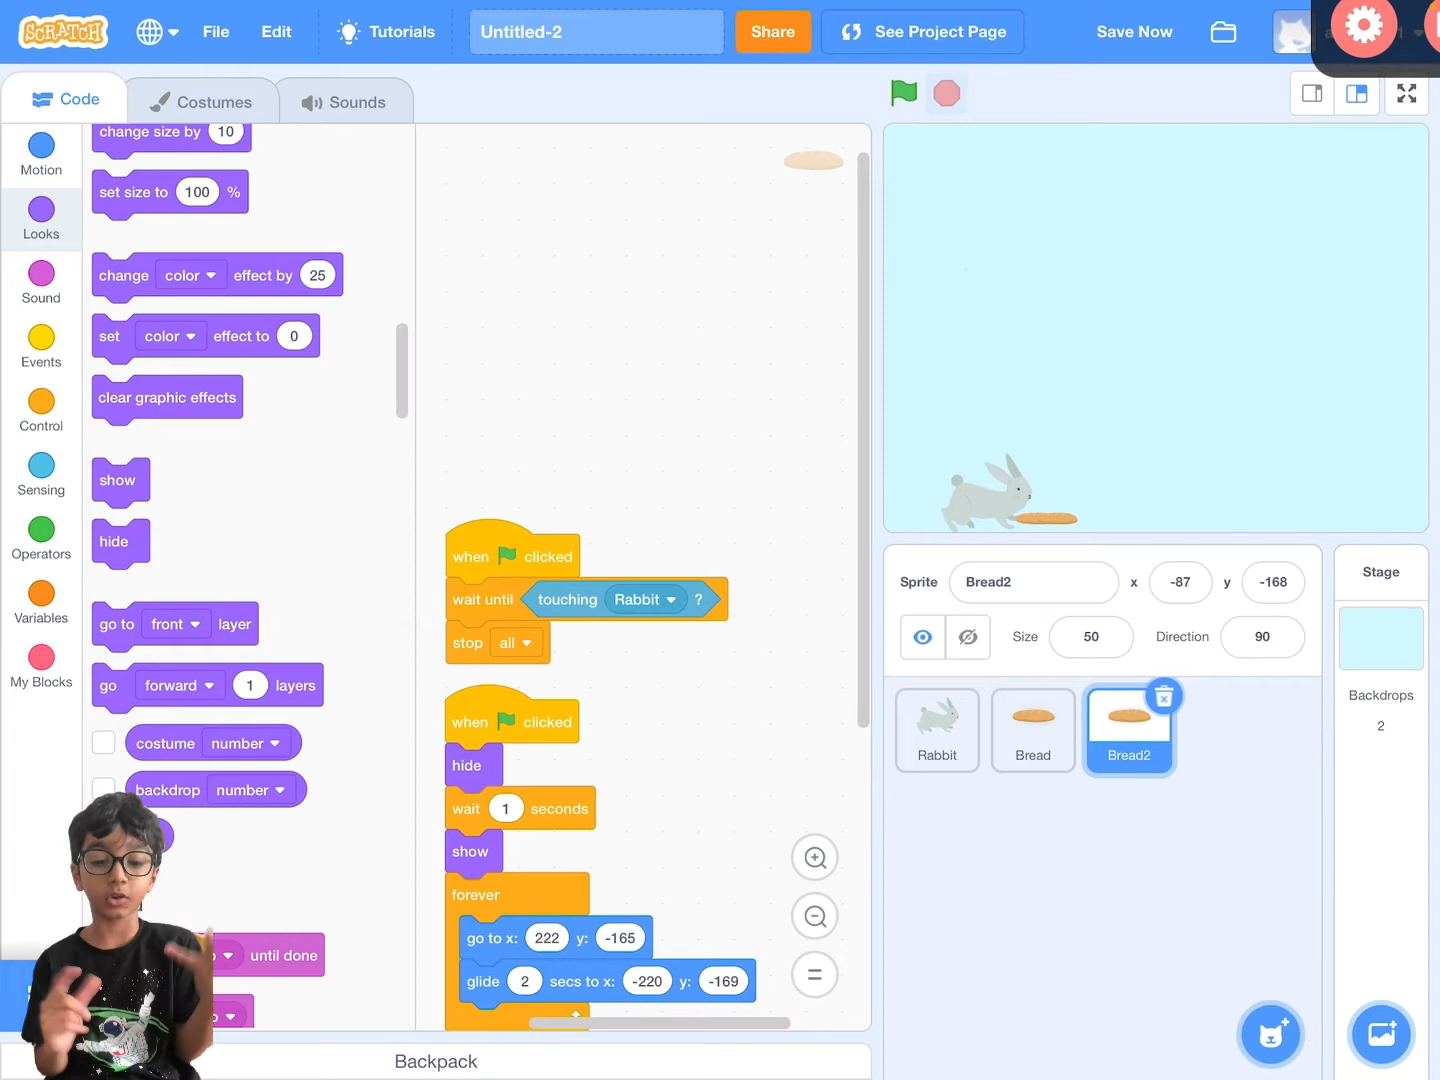 SCRATCH
File
Edit
Tutorials
Untitled-2
Share
See Project Page
Save Now
Code
Costumes
Sounds
Motion
Looks
Sound
Events
Control
Sensing
Operators
Variables
My Blocks
change size by 10
set size to 100 %
change color effect by 25
set color effect to 0
clear graphic effects
show
hide
go to front layer
go forward 1 layers
costume number
backdrop number
until done
when clicked
wait until touching Rabbit ?
stop all
when clicked
hide
wait 1 seconds
show
forever
go to x: 222 y: -165
glide 2 secs to x: -220 y: -169
Backpack
Sprite Bread2 x -87 y -168
Size 50 Direction 90
Rabbit
Bread
Bread2
Stage
Backdrops
2